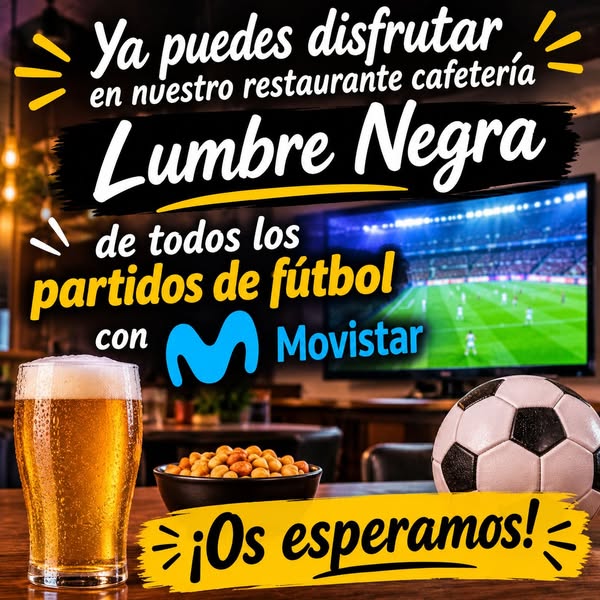 Ya puedes disfrutar
en nuestro restaurante cafetería
Lumbre Negra
de todos los
partidos de fútbol
con Movistar
¡Os esperamos!